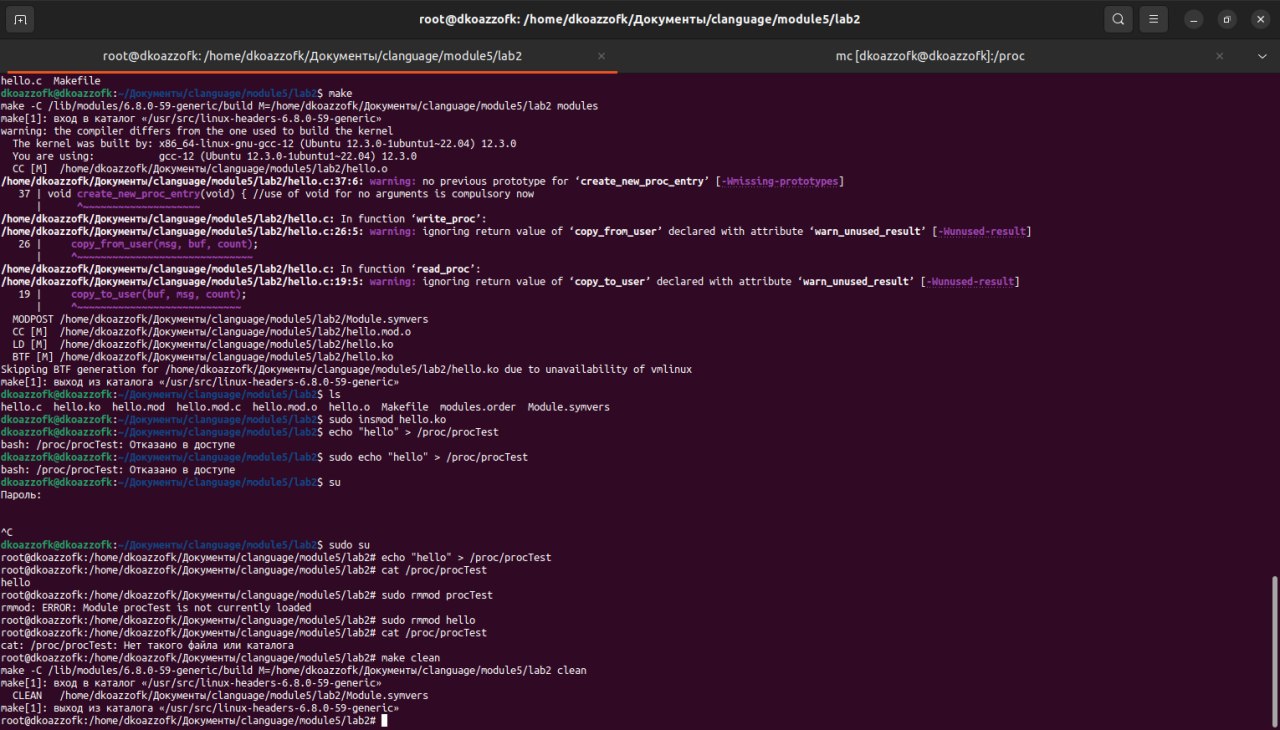 root@dkoazzofk: /home/dkoazzofk/Документы/clanguage/module5/lab2
root@dkoazzofk: /home/dkoazzofk/Документы/clanguage/module5/lab2
mc [dkoazzofk@dkoazzofk]:/proc
hello.c  Makefile
dkoazzofk@dkoazzofk:~/Документы/clanguage/module5/lab2$ make
make -C /lib/modules/6.8.0-59-generic/build M=/home/dkoazzofk/Документы/clanguage/module5/lab2 modules
make[1]: вход в каталог «/usr/src/linux-headers-6.8.0-59-generic»
warning: the compiler differs from the one used to build the kernel
  The kernel was built by: x86_64-linux-gnu-gcc-12 (Ubuntu 12.3.0-1ubuntu1~22.04) 12.3.0
  You are using:           gcc-12 (Ubuntu 12.3.0-1ubuntu1~22.04) 12.3.0
  CC [M]  /home/dkoazzofk/Документы/clanguage/module5/lab2/hello.o
/home/dkoazzofk/Документы/clanguage/module5/lab2/hello.c:37:6: warning: no previous prototype for ‘create_new_proc_entry’ [-Wmissing-prototypes]
   37 | void create_new_proc_entry(void) { //use of void for no arguments is compulsory now
      |      ^~~~~~~~~~~~~~~~~~~~~
/home/dkoazzofk/Документы/clanguage/module5/lab2/hello.c: In function ‘write_proc’:
/home/dkoazzofk/Документы/clanguage/module5/lab2/hello.c:26:5: warning: ignoring return value of ‘copy_from_user’ declared with attribute ‘warn_unused_result’ [-Wunused-result]
   26 |     copy_from_user(msg, buf, count);
      |     ^~~~~~~~~~~~~~~~~~~~~~~~~~~~~~~
/home/dkoazzofk/Документы/clanguage/module5/lab2/hello.c: In function ‘read_proc’:
/home/dkoazzofk/Документы/clanguage/module5/lab2/hello.c:19:5: warning: ignoring return value of ‘copy_to_user’ declared with attribute ‘warn_unused_result’ [-Wunused-result]
   19 |     copy_to_user(buf, msg, count);
      |     ^~~~~~~~~~~~~~~~~~~~~~~~~~~~~
  MODPOST /home/dkoazzofk/Документы/clanguage/module5/lab2/Module.symvers
  CC [M]  /home/dkoazzofk/Документы/clanguage/module5/lab2/hello.mod.o
  LD [M]  /home/dkoazzofk/Документы/clanguage/module5/lab2/hello.ko
  BTF [M] /home/dkoazzofk/Документы/clanguage/module5/lab2/hello.ko
Skipping BTF generation for /home/dkoazzofk/Документы/clanguage/module5/lab2/hello.ko due to unavailability of vmlinux
make[1]: выход из каталога «/usr/src/linux-headers-6.8.0-59-generic»
dkoazzofk@dkoazzofk:~/Документы/clanguage/module5/lab2$ ls
hello.c  hello.ko  hello.mod  hello.mod.c  hello.mod.o  hello.o  Makefile  modules.order  Module.symvers
dkoazzofk@dkoazzofk:~/Документы/clanguage/module5/lab2$ sudo insmod hello.ko
dkoazzofk@dkoazzofk:~/Документы/clanguage/module5/lab2$ echo "hello" > /proc/procTest
bash: /proc/procTest: Отказано в доступе
dkoazzofk@dkoazzofk:~/Документы/clanguage/module5/lab2$ sudo echo "hello" > /proc/procTest
bash: /proc/procTest: Отказано в доступе
dkoazzofk@dkoazzofk:~/Документы/clanguage/module5/lab2$ su
Пароль:
^C
dkoazzofk@dkoazzofk:~/Документы/clanguage/module5/lab2$ sudo su
root@dkoazzofk:/home/dkoazzofk/Документы/clanguage/module5/lab2# echo "hello" > /proc/procTest
root@dkoazzofk:/home/dkoazzofk/Документы/clanguage/module5/lab2# cat /proc/procTest
hello
root@dkoazzofk:/home/dkoazzofk/Документы/clanguage/module5/lab2# sudo rmmod procTest
rmmod: ERROR: Module procTest is not currently loaded
root@dkoazzofk:/home/dkoazzofk/Документы/clanguage/module5/lab2# sudo rmmod hello
root@dkoazzofk:/home/dkoazzofk/Документы/clanguage/module5/lab2# cat /proc/procTest
cat: /proc/procTest: Нет такого файла или каталога
root@dkoazzofk:/home/dkoazzofk/Документы/clanguage/module5/lab2# make clean
make -C /lib/modules/6.8.0-59-generic/build M=/home/dkoazzofk/Документы/clanguage/module5/lab2 clean
make[1]: вход в каталог «/usr/src/linux-headers-6.8.0-59-generic»
  CLEAN   /home/dkoazzofk/Документы/clanguage/module5/lab2/Module.symvers
make[1]: выход из каталога «/usr/src/linux-headers-6.8.0-59-generic»
root@dkoazzofk:/home/dkoazzofk/Документы/clanguage/module5/lab2#